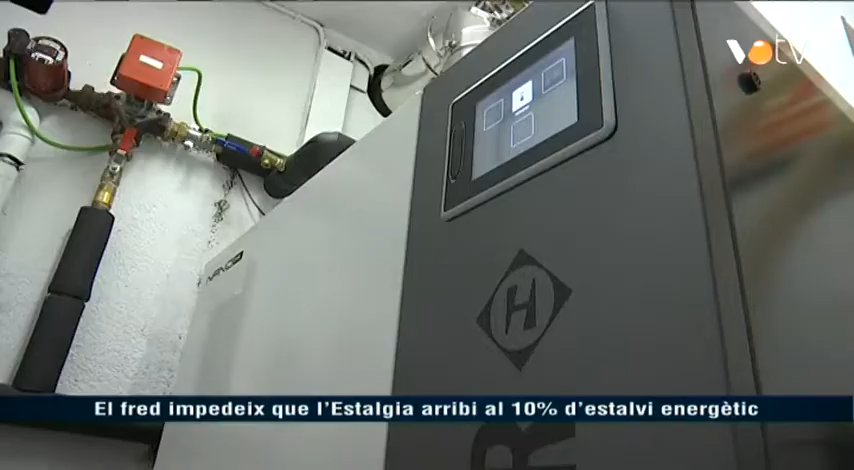 VOTV
H
El fred impedeix que l'Estalgia arribi al 10% d'estalvi energètic